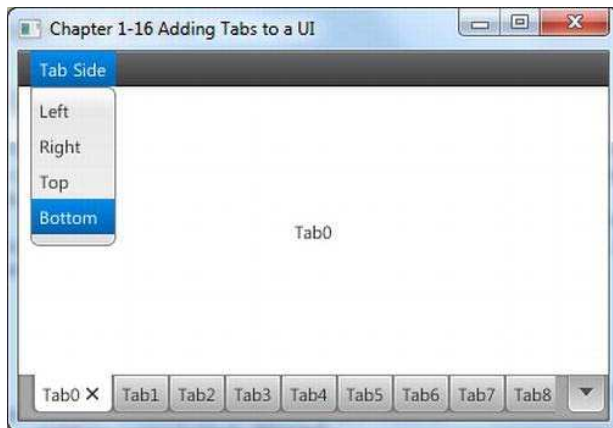 Chapter 1-16 Adding Tabs to a UI
Tab Side
Left
Right
Top
Bottom
Tab0
Tab0 Tab1 Tab2 Tab3 Tab4 Tab5 Tab6 Tab7 Tab8